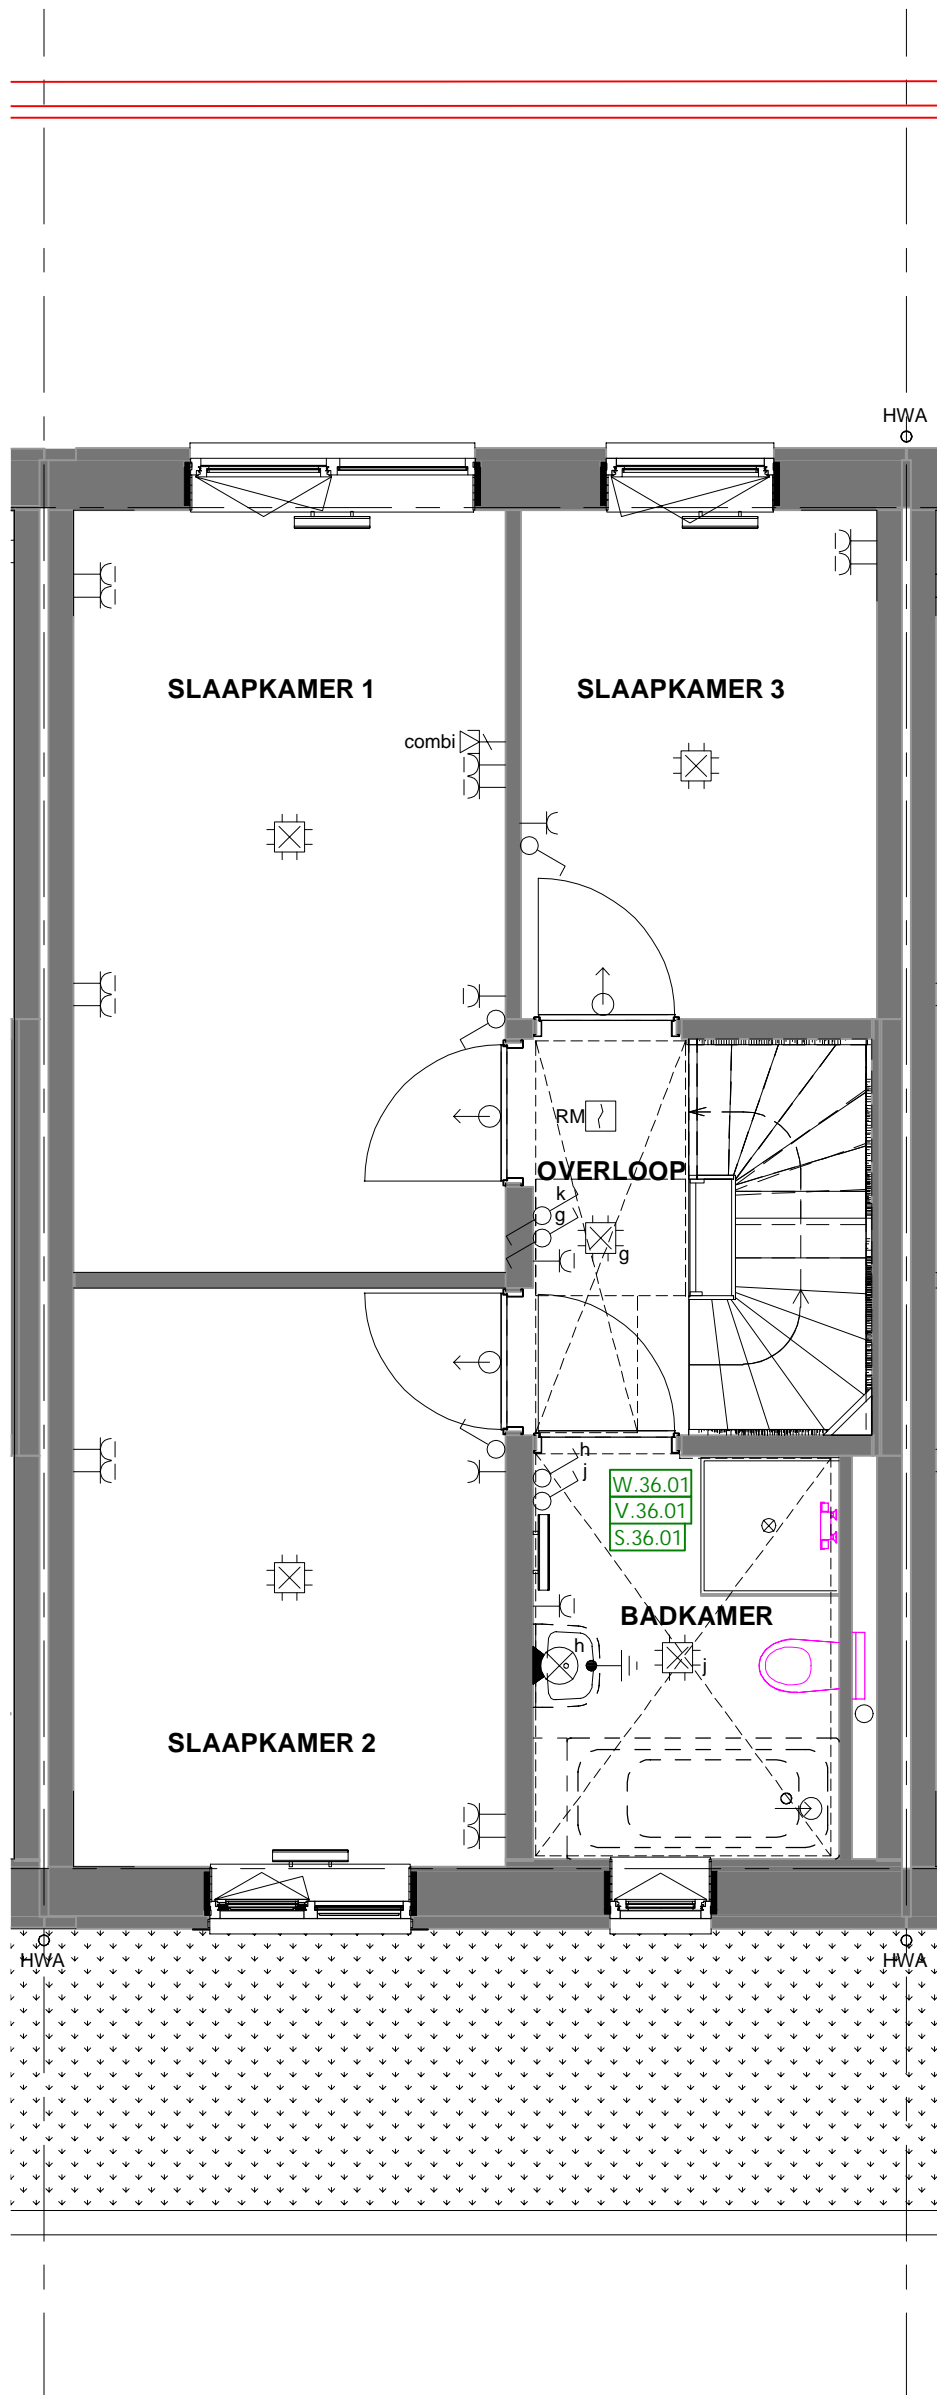 HWA
SLAAPKAMER 1
SLAAPKAMER 3
combi
RM
OVERLOOP
k
g
g
h
j
W.36.01
V.36.01
S.36.01
BADKAMER
h
j
SLAAPKAMER 2
HWA
HWA